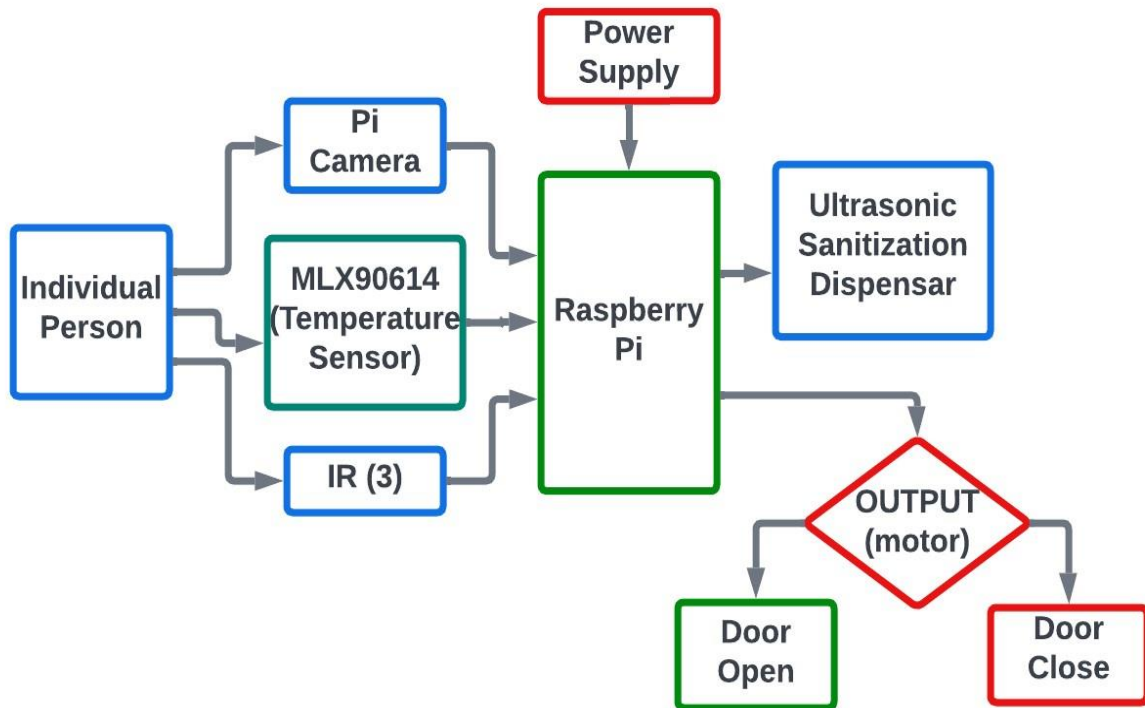 Power
Supply
Pi
Camera
Individual
Person
MLX90614
(Temperature
Sensor)
IR (3)
Raspberry
Pi
Ultrasonic
Sanitization
Dispensar
OUTPUT
(motor)
Door
Open
Door
Close